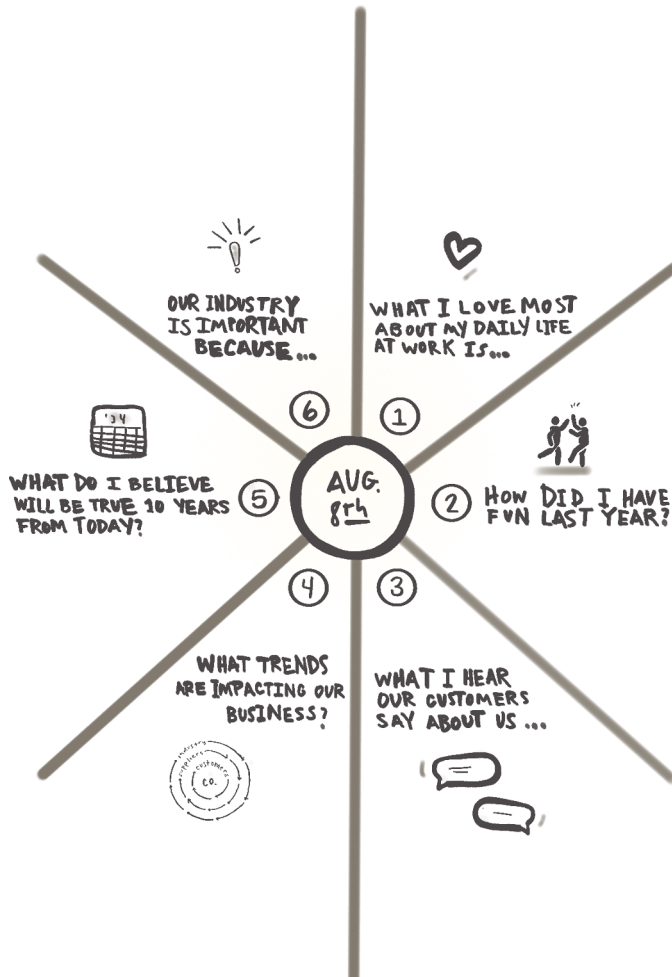 AUG.
8th
1
WHAT I LOVE MOST
ABOUT MY DAILY LIFE
AT WORK IS...
2
HOW DID I HAVE
FUN LAST YEAR?
3
WHAT I HEAR
OUR CUSTOMERS
SAY ABOUT US ...
4
WHAT TRENDS
ARE IMPACTING OUR
BUSINESS?
industry
suppliers
customers
CO.
5
'34
WHAT DO I BELIEVE
WILL BE TRUE 10 YEARS
FROM TODAY?
6
OUR INDUSTRY
IS IMPORTANT
BECAUSE...